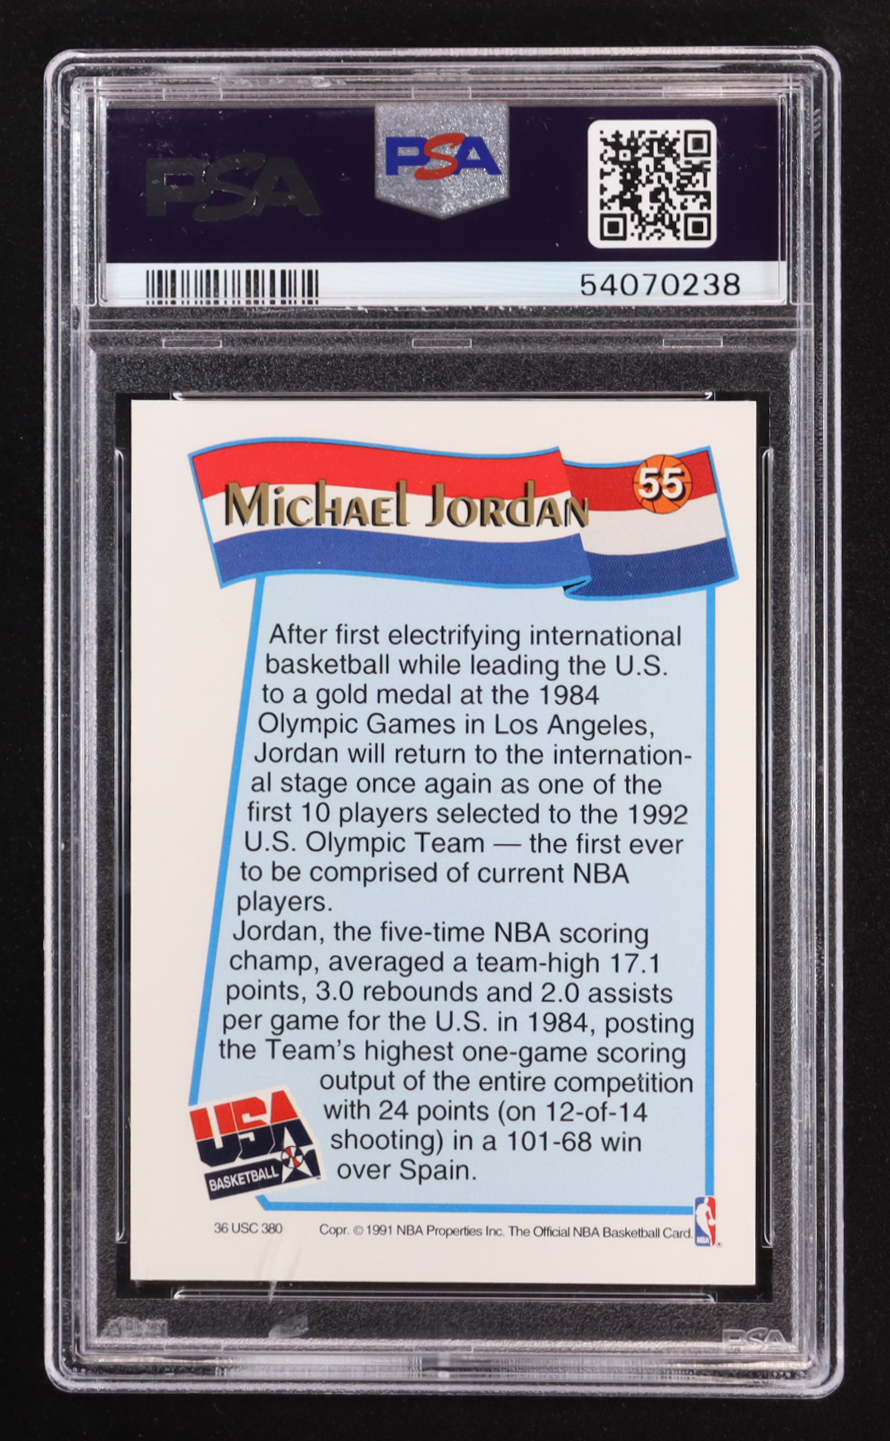 PSA
PSA
54070238
Michael Jordan
55
After first electrifying international
basketball while leading the U.S.
to a gold medal at the 1984
Olympic Games in Los Angeles,
Jordan will return to the internation-
al stage once again as one of the
first 10 players selected to the 1992
U.S. Olympic Team — the first ever
to be comprised of current NBA
players.
Jordan, the five-time NBA scoring
champ, averaged a team-high 17.1
points, 3.0 rebounds and 2.0 assists
per game for the U.S. in 1984, posting
the Team's highest one-game scoring
output of the entire competition
with 24 points (on 12-of-14
shooting) in a 101-68 win
over Spain.
USA
BASKETBALL
36 USC 380
Copr. © 1991 NBA Properties Inc. The Official NBA Basketball Card.
NBA
PSA